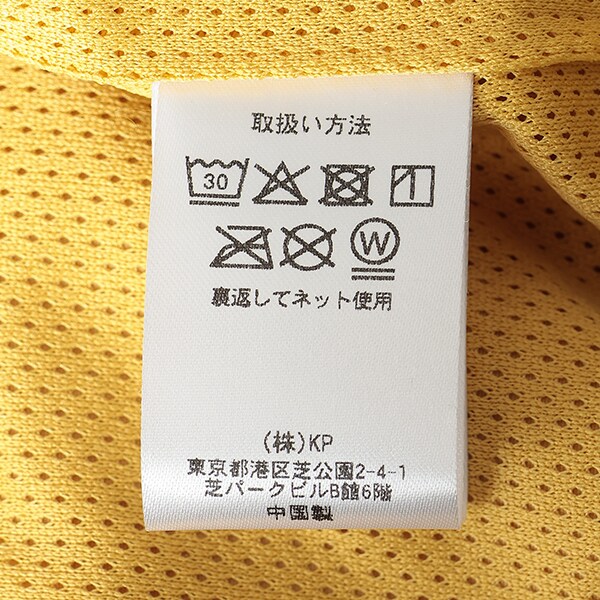 取扱い方法
30
W
裏返してネット使用
(株)KP
東京都港区芝公園2-4-1
芝パークビルB館6階
中国製